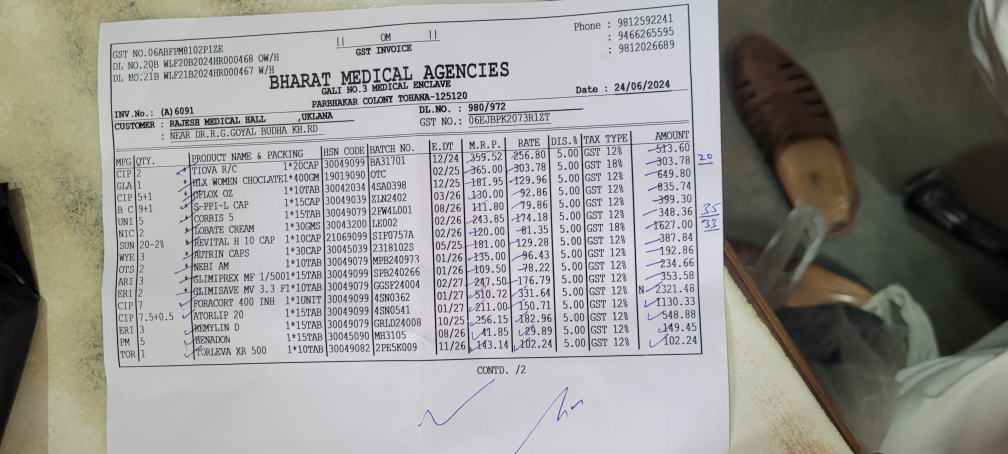 GST NO.06ABFPM8102P1ZE
DL NO.20B WLF20B2024HR000468 OW/H
DL NO.21B WLF21B2024HR000467 W/H
|| OM ||
GST INVOICE
Phone : 9812592241
: 9466265595
: 9812026689
BHARAT MEDICAL AGENCIES
GALI NO.3 MEDICAL ENCLAVE
PARBHAKAR COLONY TOHANA-125120
Date : 24/06/2024
INV.No.: (A)6091
DL.NO. : 980/972
CUSTOMER : RAJESH MEDICAL HALL ,UKLANA
GST NO.: 06EJBPK2073R1ZT
: NEAR DR.R.G.GOYAL BUDHA KH.RD
MFG QTY. PRODUCT NAME & PACKING HSN CODE BATCH NO. E.DT M.R.P. RATE DIS.% TAX TYPE AMOUNT
CIP 2 TIOVA R/C 1*20CAP 30049099 BA31701 12/24 359.52 256.80 5.00 GST 12% 513.60
GLA 1 HLX WOMEN CHOCLATE1*400GM 19019090 OTC 02/25 365.00 303.78 5.00 GST 18% 303.78 20
CIP 5+1 OFLOX OZ 1*10TAB 30042034 4SA0398 12/25 181.95 129.96 5.00 GST 12% 649.80
B C 9+1 S-PPI-L CAP 1*15CAP 30049039 ZLN2402 03/26 130.00 92.86 5.00 GST 12% 835.74
UNI 5 CORBIS 5 1*15TAB 30049079 2FW4L001 08/26 111.80 79.86 5.00 GST 12% 399.30
NIC 2 LOBATE CREAM 1*30GMS 30043200 LE002 02/26 243.85 174.18 5.00 GST 12% 348.36 35
SUN 20-2% REVITAL H 10 CAP 1*10CAP 21069099 SIF0757A 02/26 120.00 81.35 5.00 GST 18% 1627.00 33
WYE 3 AUTRIN CAPS 1*30CAP 30045039 2318102S 05/25 181.00 129.28 5.00 GST 12% 387.84
OTS 2 NEBI AM 1*15TAB 30049079 MPB240973 01/26 135.00 96.43 5.00 GST 12% 192.86
ARI 3 GLIMIPREX MF 1/5001*15TAB 30049099 SPB240266 01/26 109.50 78.22 5.00 GST 12% 234.66
ERI 2 GLIMISAVE MV 3.3 F1*10TAB 30049079 GGSF24004 02/27 247.50 176.79 5.00 GST 12% 353.58
CIP 7 FORACORT 400 INH 1*1UNIT 30049099 4SN0362 01/27 510.72 331.64 5.00 GST 12% N 2321.48
CIP 7.5+0.5 ATORLIP 20 1*15TAB 30049099 4SN0541 01/27 211.00 150.71 5.00 GST 12% 1130.33
ERI 3 REMYLIN D 1*15TAB 30049079 GRLD24008 10/25 256.15 182.96 5.00 GST 12% 548.88
PM 5 BENADON 1*15TAB 30045090 MH3105 08/26 41.85 29.89 5.00 GST 12% 149.45
TOR 1 TORLEVA XR 500 1*10TAB 30049082 2PE5K009 11/26 143.14 102.24 5.00 GST 12% 102.24
CONTD. /2